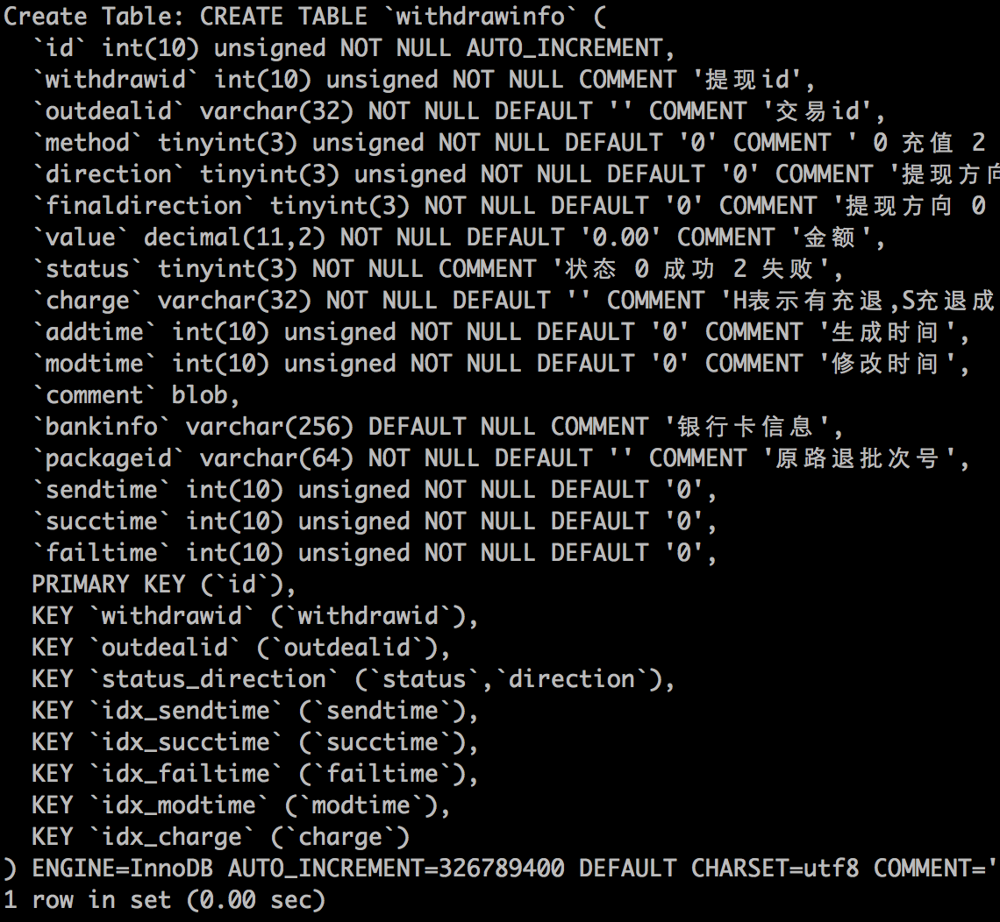 Create Table: CREATE TABLE `withdrawinfo` (
`id` int(10) unsigned NOT NULL AUTO_INCREMENT,
`withdrawid` int(10) unsigned NOT NULL COMMENT '提现id',
`outdealid` varchar(32) NOT NULL DEFAULT '' COMMENT '交易id',
`method` tinyint(3) unsigned NOT NULL DEFAULT '0' COMMENT ' 0 充值 2
`direction` tinyint(3) unsigned NOT NULL DEFAULT '0' COMMENT '提现方向
`finaldirection` tinyint(3) NOT NULL DEFAULT '0' COMMENT '提现方向 0
`value` decimal(11,2) NOT NULL DEFAULT '0.00' COMMENT '金额',
`status` tinyint(3) NOT NULL COMMENT '状态 0 成功 2 失败',
`charge` varchar(32) NOT NULL DEFAULT '' COMMENT 'H表示有充退,S充退成
`addtime` int(10) unsigned NOT NULL DEFAULT '0' COMMENT '生成时间',
`modtime` int(10) unsigned NOT NULL DEFAULT '0' COMMENT '修改时间',
`comment` blob,
`bankinfo` varchar(256) DEFAULT NULL COMMENT '银行卡信息',
`packageid` varchar(64) NOT NULL DEFAULT '' COMMENT '原路退批次号',
`sendtime` int(10) unsigned NOT NULL DEFAULT '0',
`succtime` int(10) unsigned NOT NULL DEFAULT '0',
`failtime` int(10) unsigned NOT NULL DEFAULT '0',
PRIMARY KEY (`id`),
KEY `withdrawid` (`withdrawid`),
KEY `outdealid` (`outdealid`),
KEY `status_direction` (`status`,`direction`),
KEY `idx_sendtime` (`sendtime`),
KEY `idx_succtime` (`succtime`),
KEY `idx_failtime` (`failtime`),
KEY `idx_modtime` (`modtime`),
KEY `idx_charge` (`charge`)
) ENGINE=InnoDB AUTO_INCREMENT=326789400 DEFAULT CHARSET=utf8 COMMENT='
1 row in set (0.00 sec)